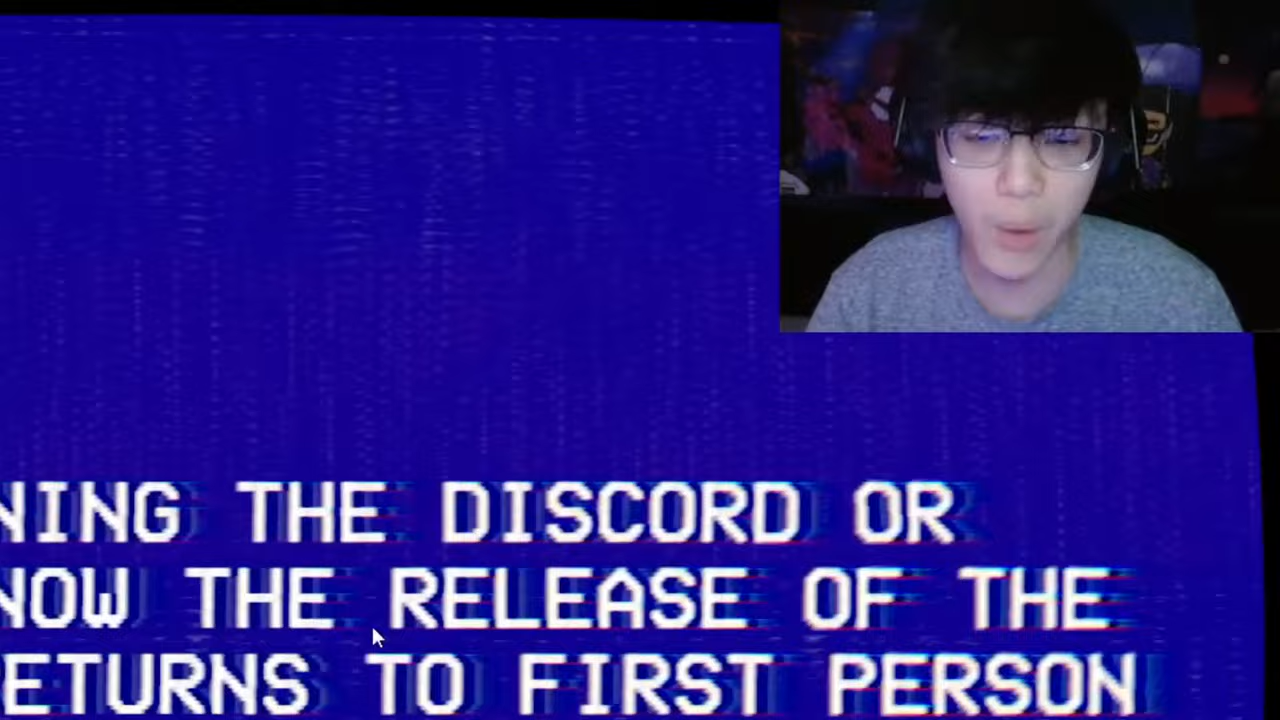 NING THE DISCORD OR
NOW THE RELEASE OF THE
ETURNS TO FIRST PERSON